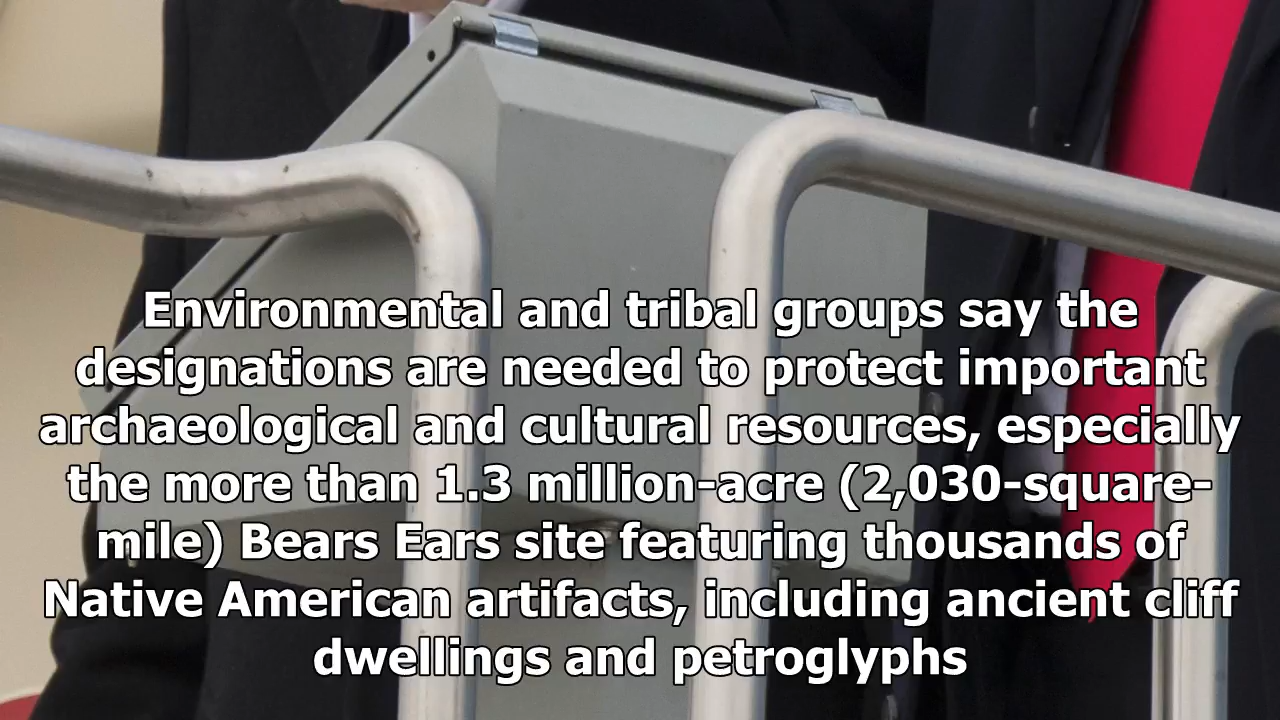 Environmental and tribal groups say the
designations are needed to protect important
archaeological and cultural resources, especially
the more than 1.3 million-acre (2,030-square-
mile) Bears Ears site featuring thousands of
Native American artifacts, including ancient cliff
dwellings and petroglyphs